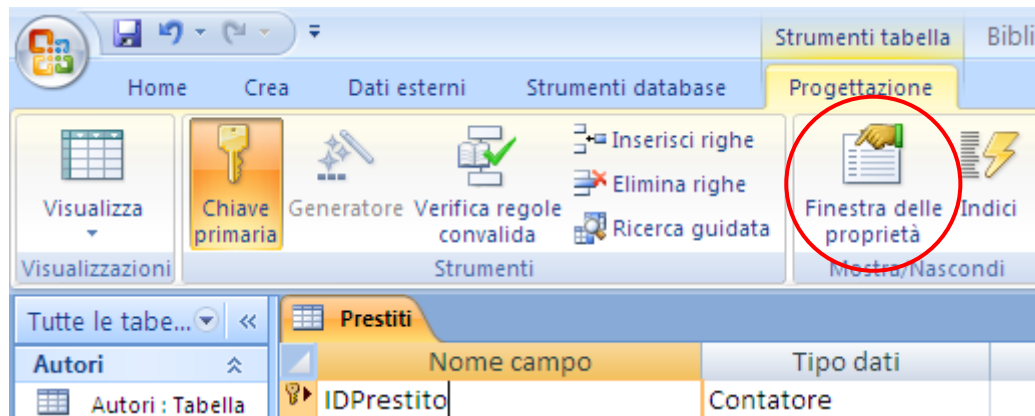 Strumenti tabella Bibli
Home Crea Dati esterni Strumenti database Progettazione
Inserisci righe
Elimina righe
Ricerca guidata
Visualizza
Chiave
primaria
Generatore
Verifica regole
convalida
Finestra delle
proprietà
Indici
Visualizzazioni Strumenti Mostra/Nascondi
Tutte le tabe... « Prestiti
Autori Nome campo Tipo dati
Autori : Tabella IDPrestito Contatore